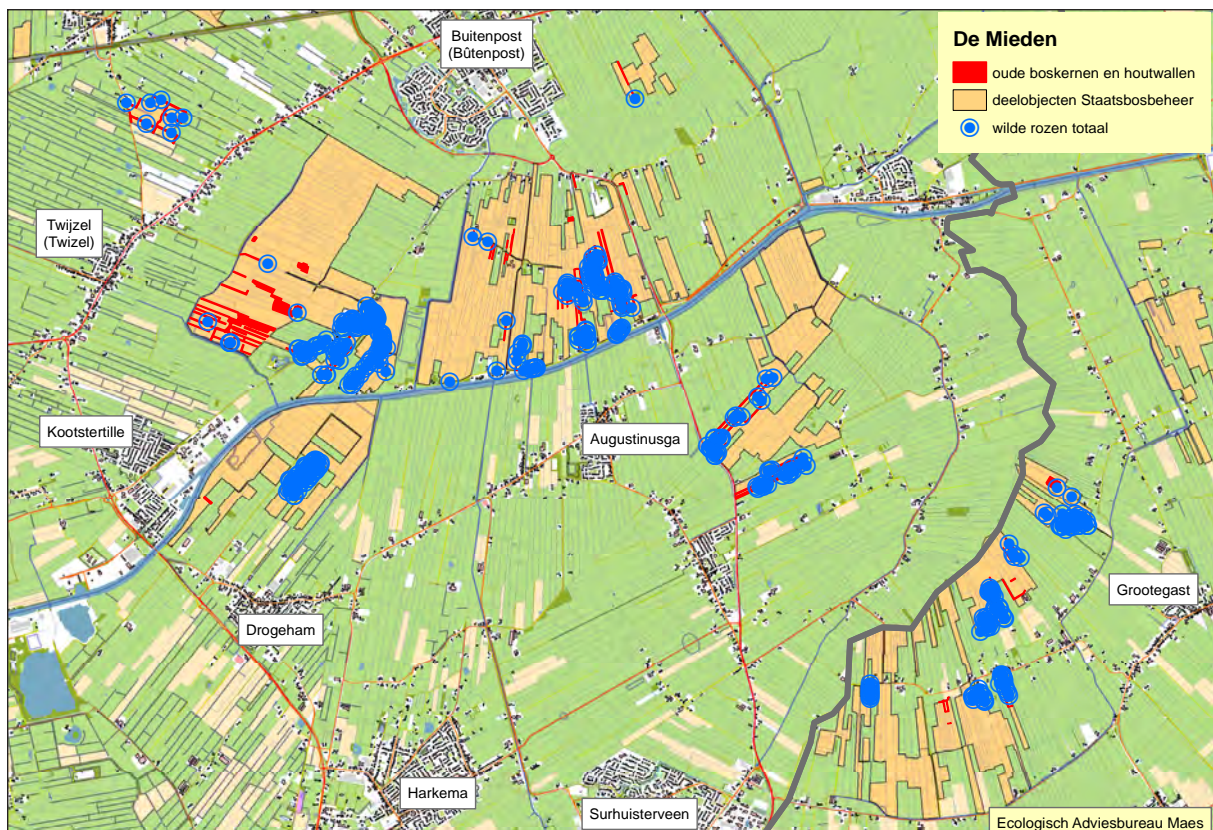 De Mieden
oude boskernen en houtwallen
deelobjecten Staatsbosbeheer
wilde rozen totaal
Buitenpost
(Bûtenpost)
Twijzel
(Twizel)
Kootstertille
Augustinusga
Grootegast
Drogeham
Harkema
Surhuisterveen
Ecologisch Adviesbureau Maes